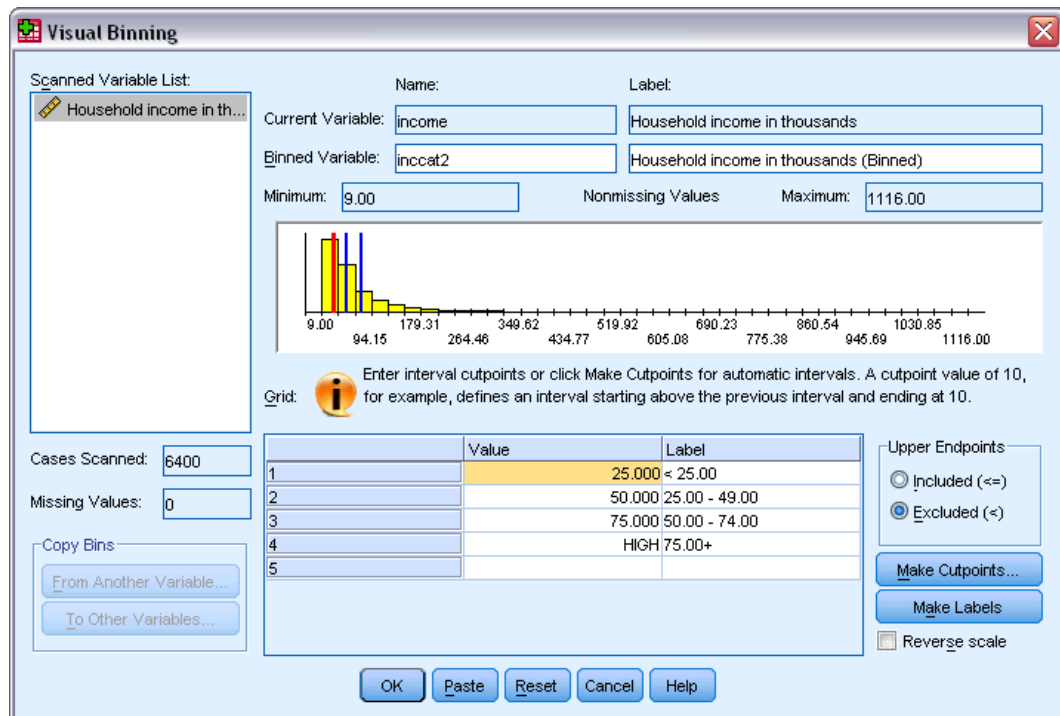 Visual Binning
Scanned Variable List:
Household income in th...
Name:
Label:
Current Variable:
income
Household income in thousands
Binned Variable:
inccat2
Household income in thousands (Binned)
Minimum:
9.00
Nonmissing Values
Maximum:
1116.00
9.00 179.31 349.62 519.92 690.23 860.54 1030.85
94.15 264.46 434.77 605.08 775.38 945.69 1116.00
Grid:
i
Enter interval cutpoints or click Make Cutpoints for automatic intervals. A cutpoint value of 10,
for example, defines an interval starting above the previous interval and ending at 10.
Cases Scanned:
6400
Missing Values:
0
Copy Bins
From Another Variable...
To Other Variables...
Value Label
1 25.000 < 25.00
2 50.000 25.00 - 49.00
3 75.000 50.00 - 74.00
4 HIGH 75.00+
5
Upper Endpoints
Included (<=)
Excluded (<)
Make Cutpoints...
Make Labels
Reverse scale
OK
Paste
Reset
Cancel
Help